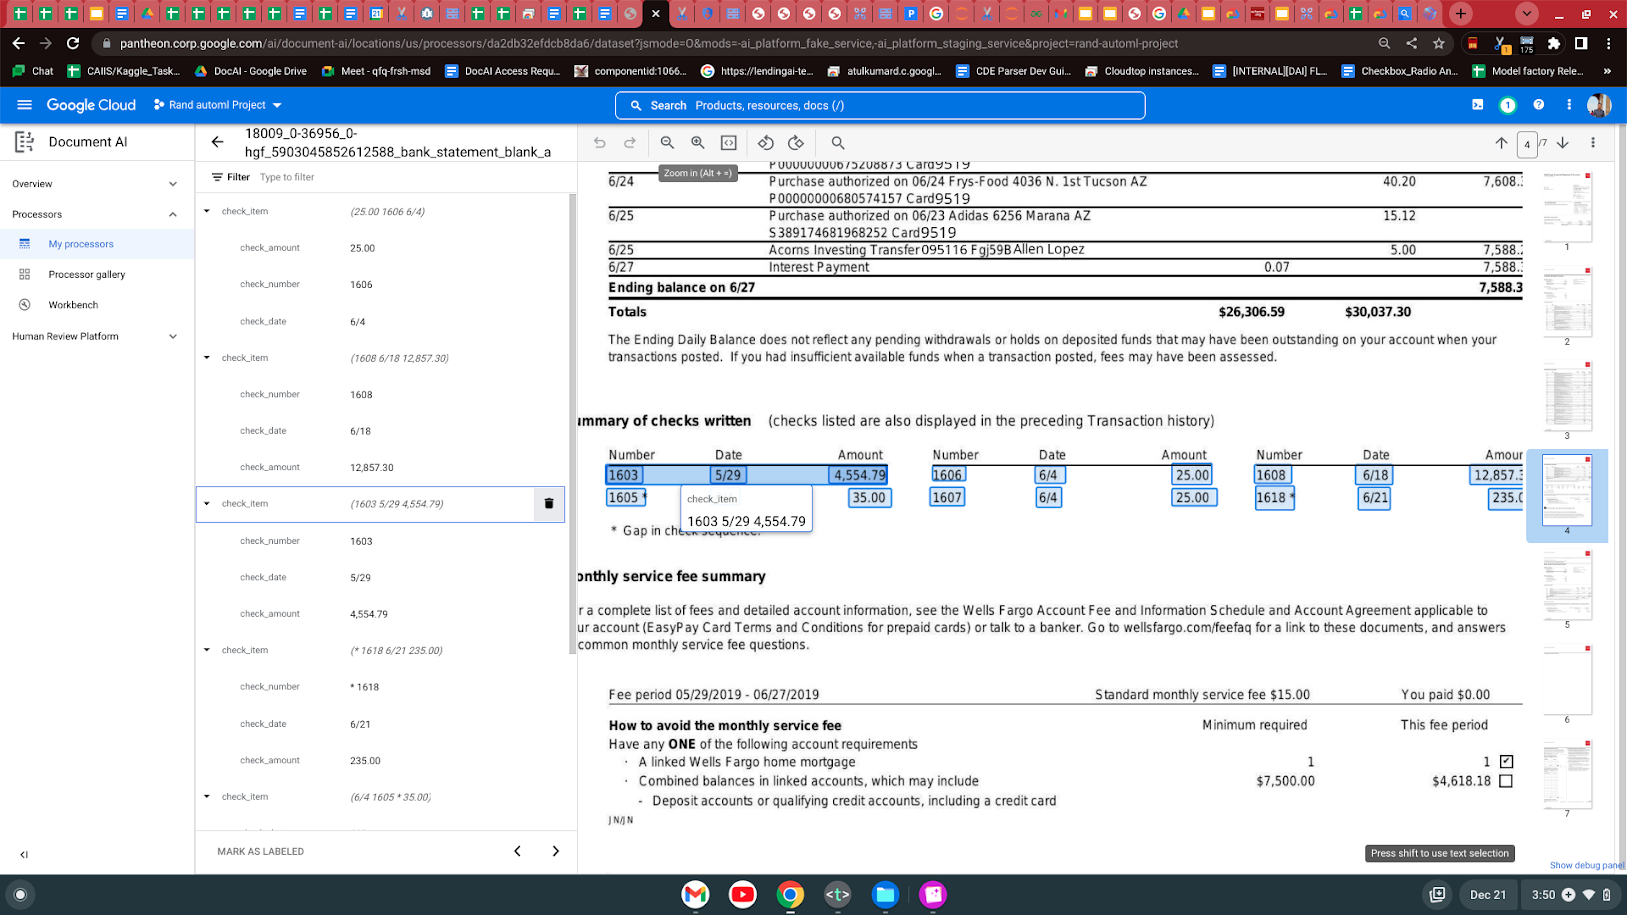 pantheon.corp.google.com/ai/document-ai/locations/us/processors/da2db32efdcb8da6/dataset?jsmode=O&mods=-ai_platform_fake_service,-ai_platform_staging_service&project=rand-automl-project
175
Chat
CAIIS/Kaggle_Task...
DocAI - Google Drive
Meet - qfq-frsh-msd
DocAI Access Requ...
componentid:1066...
https://lendingai-te...
atulkumard.c.googl...
CDE Parser Dev Gui...
Cloudtop instances...
[INTERNAL][DAI] FL...
Checkbox_Radio An...
Model factory Rele...
Google Cloud
Rand automl Project
Search Products, resources, docs (/)
1
Document AI
Overview
Processors
My processors
Processor gallery
Workbench
Human Review Platform
18009_0-36956_0-
hgf_5903045852612588_bank_statement_blank_a
Filter Type to filter
check_item (25.00 1606 6/4)
check_amount 25.00
check_number 1606
check_date 6/4
check_item (1608 6/18 12,857.30)
check_number 1608
check_date 6/18
check_amount 12,857.30
check_item (1603 5/29 4,554.79)
check_number 1603
check_date 5/29
check_amount 4,554.79
check_item (* 1618 6/21 235.00)
check_number * 1618
check_date 6/21
check_amount 235.00
check_item (6/4 1605 * 35.00)
MARK AS LABELED
4 /7
Zoom in (Alt + =)
P00000000675208873 Card9519
6/24 Purchase authorized on 06/24 Frys-Food 4036 N. 1st Tucson AZ 40.20 7,608.
P00000000680574157 Card9519
6/25 Purchase authorized on 06/23 Adidas 6256 Marana AZ 15.12
S389174681968252 Card9519
6/25 Acorns Investing Transfer 095116 Fgj59B Allen Lopez 5.00 7,588.
6/27 Interest Payment 0.07 7,588.
Ending balance on 6/27 7,588.3
Totals $26,306.59 $30,037.30
The Ending Daily Balance does not reflect any pending withdrawals or holds on deposited funds that may have been outstanding on your account when your
transactions posted. If you had insufficient available funds when a transaction posted, fees may have been assessed.
ummary of checks written (checks listed are also displayed in the preceding Transaction history)
Number Date Amount Number Date Amount Number Date Amour
1603 5/29 4,554.79 1606 6/4 25.00 1608 6/18 12,857.
1605 * 35.00 1607 6/4 25.00 1618 * 6/21 235.0
check_item
1603 5/29 4,554.79
* Gap in check sequence.
onthly service fee summary
r a complete list of fees and detailed account information, see the Wells Fargo Account Fee and Information Schedule and Account Agreement applicable to
ur account (EasyPay Card Terms and Conditions for prepaid cards) or talk to a banker. Go to wellsfargo.com/feefaq for a link to these documents, and answers
common monthly service fee questions.
Fee period 05/29/2019 - 06/27/2019 Standard monthly service fee $15.00 You paid $0.00
How to avoid the monthly service fee Minimum required This fee period
Have any ONE of the following account requirements
· A linked Wells Fargo home mortgage 1 1
· Combined balances in linked accounts, which may include $7,500.00 $4,618.18
- Deposit accounts or qualifying credit accounts, including a credit card
JN/JN
Press shift to use text selection
1
2
3
4
5
6
7
Show debug panel
Dec 21
3:50